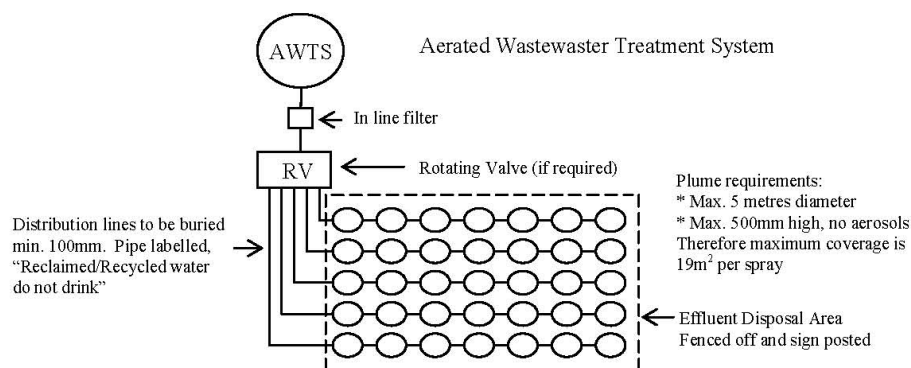 AWTS
Aerated Wastewaster Treatment System
In line filter
RV
Rotating Valve (if required)
Distribution lines to be buried
min. 100mm. Pipe labelled,
“Reclaimed/Recycled water
do not drink”
Plume requirements:
* Max. 5 metres diameter
* Max. 500mm high, no aerosols
Therefore maximum coverage is
19m² per spray
Effluent Disposal Area
Fenced off and sign posted